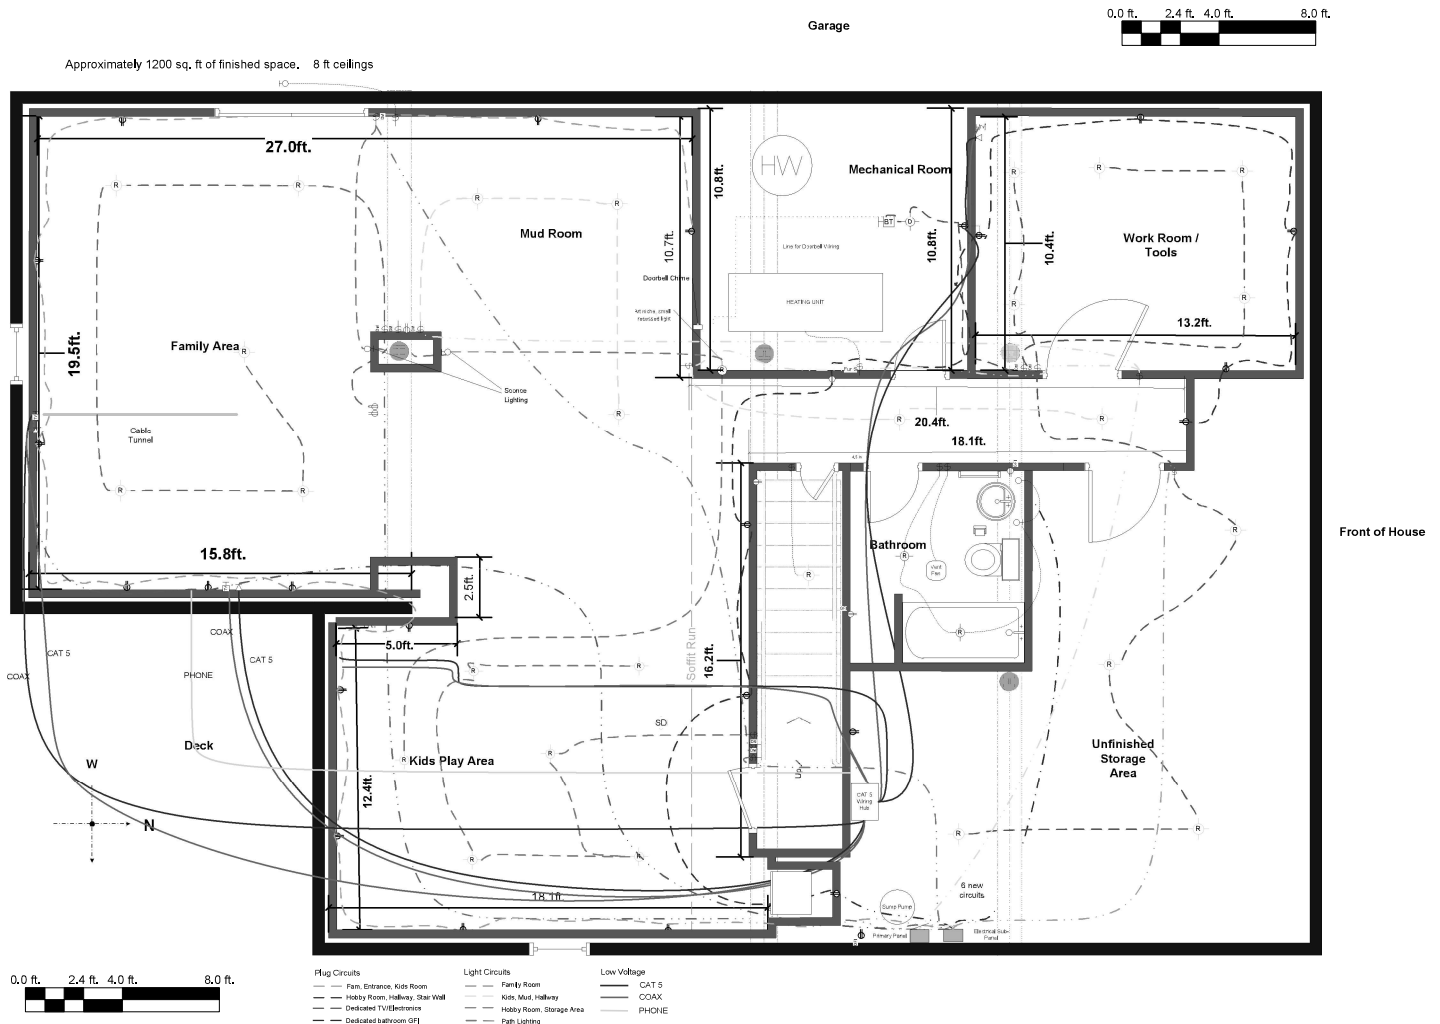 Garage
0.0 ft. 2.4 ft. 4.0 ft. 8.0 ft.
Approximately 1200 sq. ft of finished space. 8 ft ceilings
27.0ft.
HW
Mechanical Room
10.8ft.
10.7ft.
10.8ft.
10.4ft.
Mud Room
BT
D
Line for Doorbell Wiring
Work Room /
Tools
Doorbell Chime
HEATING UNIT
Art niche, small
recessed light
13.2ft.
19.5ft.
Family Area
Sconce
Lighting
Cable
Tunnel
20.4ft.
18.1ft.
Front of House
15.8ft.
Bathroom
Vent
Fan
2.5ft.
5.0ft.
Soffit Run
16.2ft.
COAX
CAT 5
CAT 5
COAX
PHONE
SD
Deck
Kids Play Area
Unfinished
Storage
Area
W
N
12.4ft.
Up
CAT 5
Wiring
Hub
18.1ft.
6 new
circuits
Sump Pump
Primary Panel
Electrical Sub-
Panel
0.0 ft. 2.4 ft. 4.0 ft. 8.0 ft.
Plug Circuits
Fam, Entrance, Kids Room
Hobby Room, Hallway, Stair Wall
Dedicated TV/Electronics
Dedicated bathroom GFI
Light Circuits
Family Room
Kids, Mud, Hallway
Hobby Room, Storage Area
Path Lighting
Low Voltage
CAT 5
COAX
PHONE